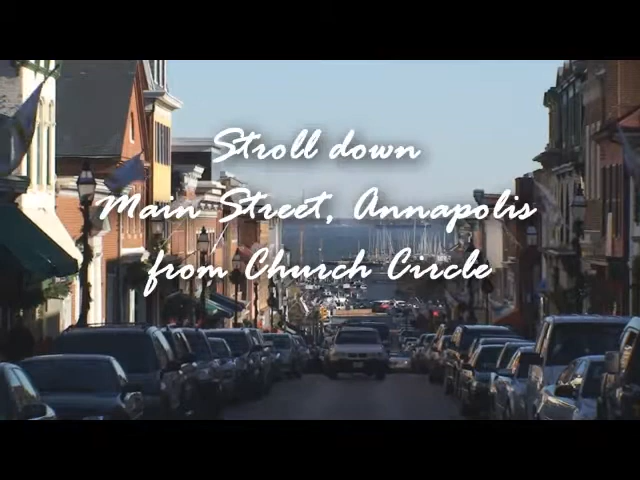 Stroll down
Main Street, Annapolis
from Church Circle